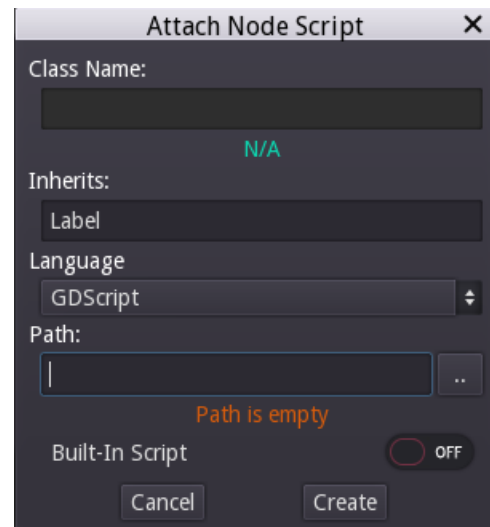 Attach Node Script
Class Name:
N/A
Inherits:
Label
Language
GDScript
Path:
..
Path is empty
Built-In Script OFF
Cancel Create